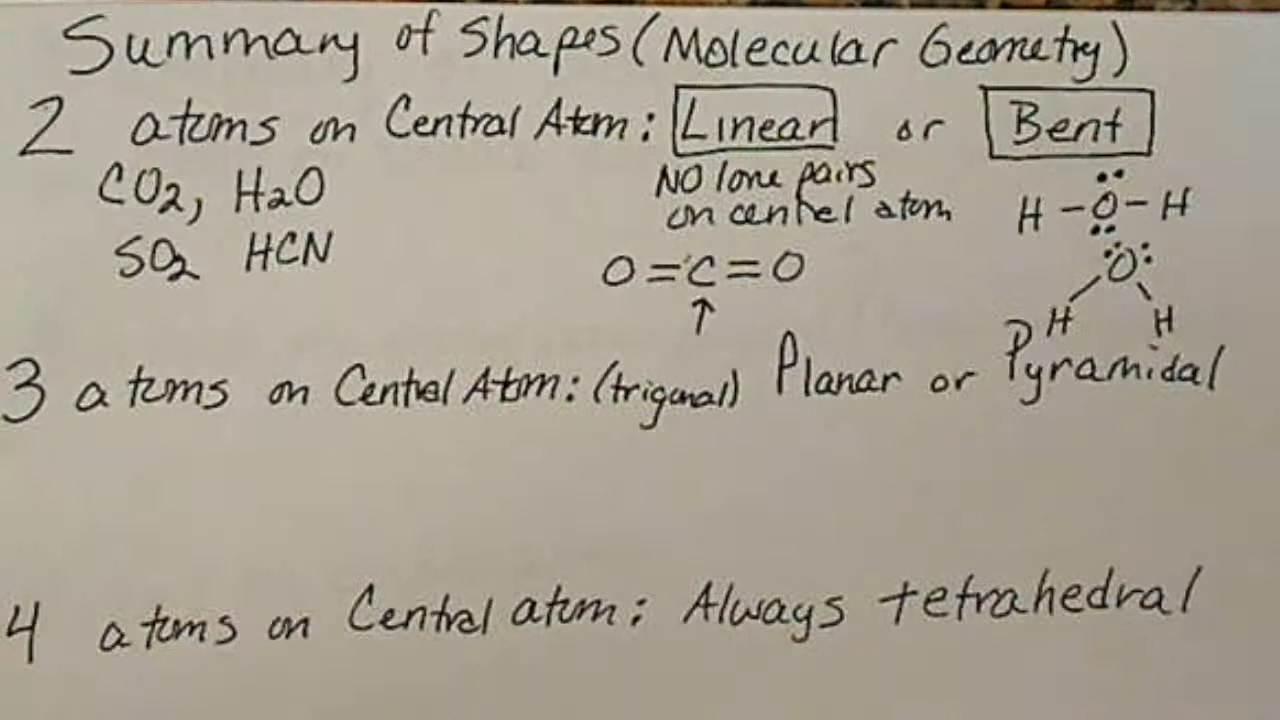 Summary of Shapes (Molecular Geometry)
2 atoms on Central Atom: Linear or Bent
CO2, H2O
SO2 HCN
NO lone pairs
on central atom
H-O-H
O=C=O
↑
O
H H
3 atoms on Central Atom: (trigonal) Planar or Pyramidal
4 atoms on Central atom: Always tetrahedral